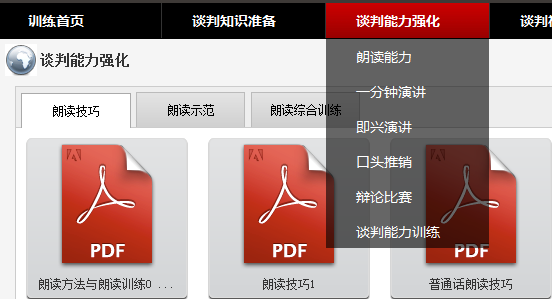 训练首页 谈判知识准备 谈判能力强化
谈判能力强化
朗读能力
一分钟演讲
即兴演讲
口头推销
辩论比赛
谈判能力训练
朗读技巧 朗读示范 朗读综合训练
PDF PDF PDF
朗读方法与朗读训练0 ... 朗读技巧1 普通话朗读技巧